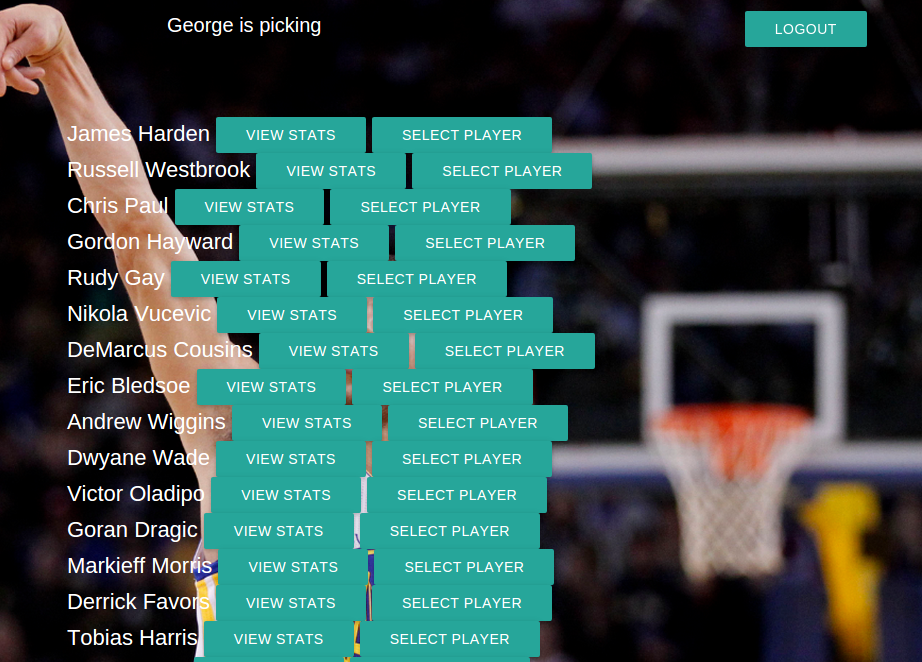 George is picking LOGOUT
James Harden VIEW STATS SELECT PLAYER
Russell Westbrook VIEW STATS SELECT PLAYER
Chris Paul VIEW STATS SELECT PLAYER
Gordon Hayward VIEW STATS SELECT PLAYER
Rudy Gay VIEW STATS SELECT PLAYER
Nikola Vucevic VIEW STATS SELECT PLAYER
DeMarcus Cousins VIEW STATS SELECT PLAYER
Eric Bledsoe VIEW STATS SELECT PLAYER
Andrew Wiggins VIEW STATS SELECT PLAYER
Dwyane Wade VIEW STATS SELECT PLAYER
Victor Oladipo VIEW STATS SELECT PLAYER
Goran Dragic VIEW STATS SELECT PLAYER
Markieff Morris VIEW STATS SELECT PLAYER
Derrick Favors VIEW STATS SELECT PLAYER
Tobias Harris VIEW STATS SELECT PLAYER